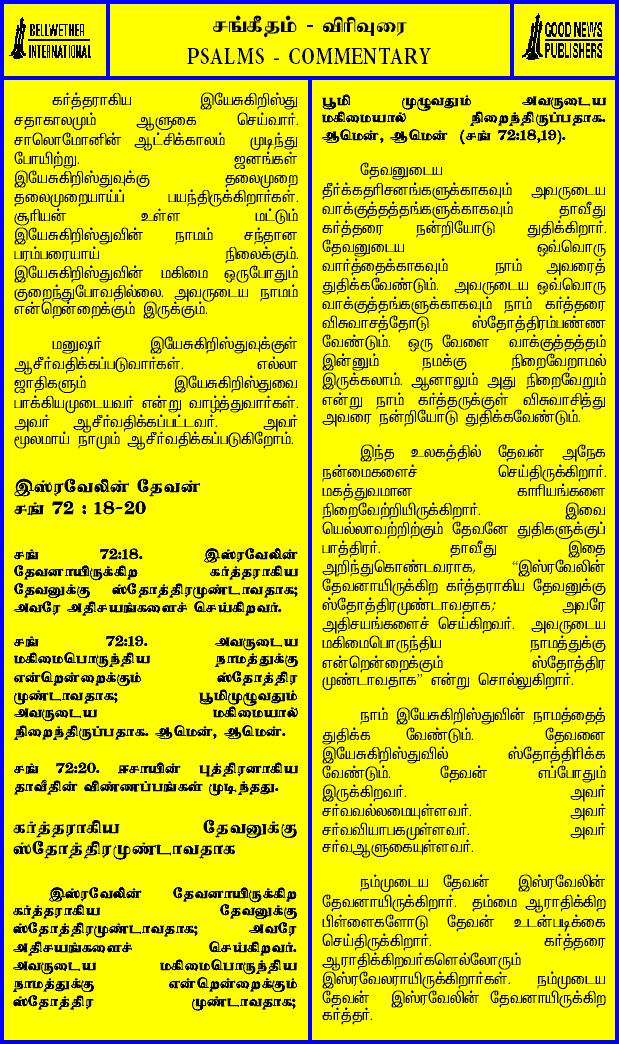 BELLWETHER
INTERNATIONAL
சங்கீதம் - விரிவுரை
PSALMS - COMMENTARY
GOOD NEWS
PUBLISHERS
கர்த்தராகிய இயேசுகிறிஸ்து
சதாகாலமும் ஆளுகை செய்வார்.
சாலொமோனின் ஆட்சிக்காலம் முடிந்து
போயிற்று. ஜனங்கள்
இயேசுகிறிஸ்துவுக்கு தலைமுறை
தலைமுறையாய்ப் பயந்திருக்கிறார்கள்.
சூரியன் உள்ள மட்டும்
இயேசுகிறிஸ்துவின் நாமம் சந்தான
பரம்பரையாய் நிலைக்கும்.
இயேசுகிறிஸ்துவின் மகிமை ஒருபோதும்
குறைந்துபோவதில்லை. அவருடைய நாமம்
என்றென்றைக்கும் இருக்கும்.
மனுஷர் இயேசுகிறிஸ்துவுக்குள்
ஆசீர்வதிக்கப்படுவார்கள். எல்லா
ஜாதிகளும் இயேசுகிறிஸ்துவை
பாக்கியமுடையவர் என்று வாழ்த்துவார்கள்.
அவர் ஆசீர்வதிக்கப்பட்டவர். அவர்
மூலமாய் நாமும் ஆசீர்வதிக்கப்படுகிறோம்.
இஸ்ரவேலின் தேவன்
சங் 72 : 18-20
சங் 72:18. இஸ்ரவேலின்
தேவனாயிருக்கிற கர்த்தராகிய
தேவனுக்கு ஸ்தோத்திரமுண்டாவதாக;
அவரே அதிசயங்களைச் செய்கிறவர்.
சங் 72:19. அவருடைய
மகிமைபொருந்திய நாமத்துக்கு
என்றென்றைக்கும் ஸ்தோத்திர
முண்டாவதாக; பூமிமுழுவதும்
அவருடைய மகிமையால்
நிறைந்திருப்பதாக. ஆமென், ஆமென்.
சங் 72:20. ஈசாயின் புத்திரனாகிய
தாவீதின் விண்ணப்பங்கள் முடிந்தது.
கர்த்தராகிய தேவனுக்கு
ஸ்தோத்திரமுண்டாவதாக
இஸ்ரவேலின் தேவனாயிருக்கிற
கர்த்தராகிய தேவனுக்கு
ஸ்தோத்திரமுண்டாவதாக; அவரே
அதிசயங்களைச் செய்கிறவர்.
அவருடைய மகிமைபொருந்திய
நாமத்துக்கு என்றென்றைக்கும்
ஸ்தோத்திர முண்டாவதாக;
பூமி முழுவதும் அவருடைய
மகிமையால் நிறைந்திருப்பதாக.
ஆமென், ஆமென் (சங் 72:18,19).
தேவனுடைய
தீர்க்கதரிசனங்களுக்காகவும் அவருடைய
வாக்குத்தத்தங்களுக்காகவும் தாவீது
கர்த்தரை நன்றியோடு துதிக்கிறார்.
தேவனுடைய ஒவ்வொரு
வார்த்தைக்காகவும் நாம் அவரைத்
துதிக்கவேண்டும். அவருடைய ஒவ்வொரு
வாக்குத்தங்களுக்காகவும் நாம் கர்த்தரை
விசுவாசத்தோடு ஸ்தோத்திரம்பண்ண
வேண்டும். ஒரு வேளை வாக்குத்தத்தம்
இன்னும் நமக்கு நிறைவேறாமல்
இருக்கலாம். ஆனாலும் அது நிறைவேறும்
என்று நாம் கர்த்தருக்குள் விசுவாசித்து
அவரை நன்றியோடு துதிக்கவேண்டும்.
இந்த உலகத்தில் தேவன் அநேக
நன்மைகளைச் செய்திருக்கிறார்.
மகத்துவமான காரியங்களை
நிறைவேற்றியிருக்கிறார். இவை
யெல்லாவற்றிற்கும் தேவனே துதிகளுக்குப்
பாத்திரர். தாவீது இதை
அறிந்துகொண்டவராக, “இஸ்ரவேலின்
தேவனாயிருக்கிற கர்த்தராகிய தேவனுக்கு
ஸ்தோத்திரமுண்டாவதாக; அவரே
அதிசயங்களைச் செய்கிறவர். அவருடைய
மகிமைபொருந்திய நாமத்துக்கு
என்றென்றைக்கும் ஸ்தோத்திர
முண்டாவதாக” என்று சொல்லுகிறார்.
நாம் இயேசுகிறிஸ்துவின் நாமத்தைத்
துதிக்க வேண்டும். தேவனை
இயேசுகிறிஸ்துவில் ஸ்தோத்திரிக்க
வேண்டும். தேவன் எப்போதும்
இருக்கிறவர். அவர்
சர்வவல்லமையுள்ளவர். அவர்
சர்வவியாபகமுள்ளவர். அவர்
சர்வஆளுகையுள்ளவர்.
நம்முடைய தேவன் இஸ்ரவேலின்
தேவனாயிருக்கிறார். தம்மை ஆராதிக்கிற
பிள்ளைகளோடு தேவன் உடன்படிக்கை
செய்திருக்கிறார். கர்த்தரை
ஆராதிக்கிறவர்களெல்லோரும்
இஸ்ரவேலராயிருக்கிறார்கள். நம்முடைய
தேவன் இஸ்ரவேலின் தேவனாயிருக்கிற
கர்த்தர்.